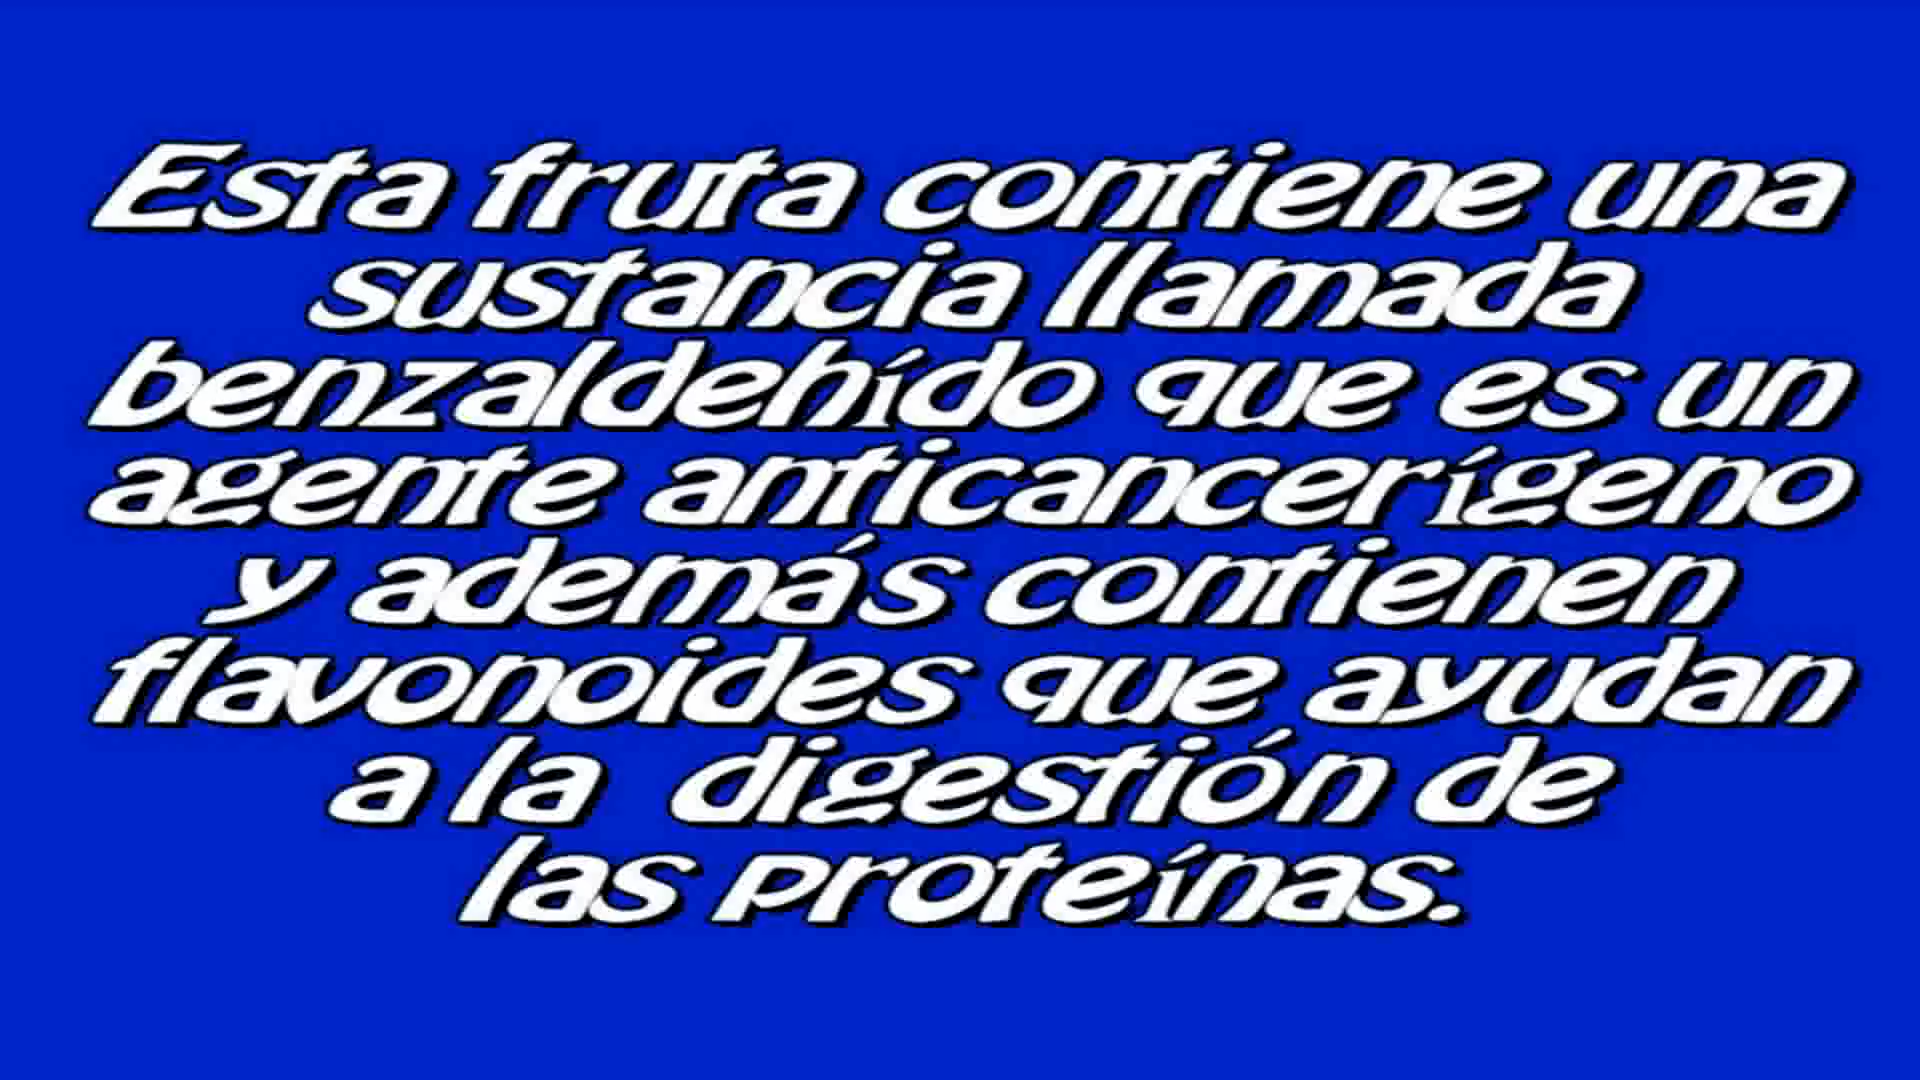 Esta fruta contiene una
sustancia llamada
benzaldehído que es un
agente anticancerígeno
y además contienen
flavonoides que ayudan
a la  digestión de
las proteínas.